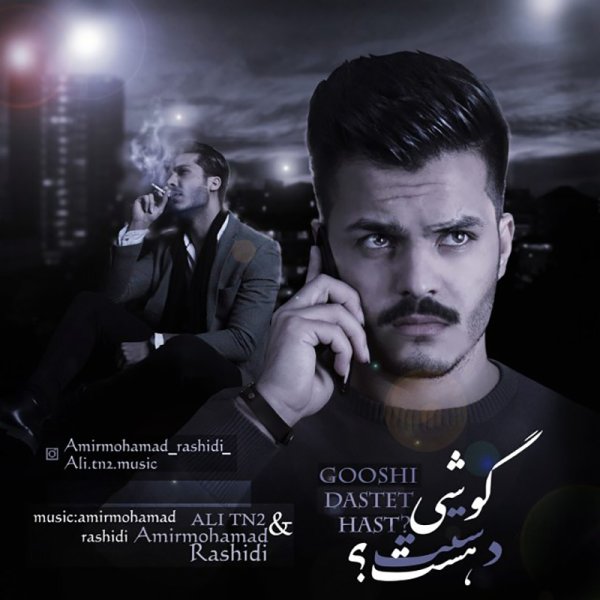 Amirmohamad_rashidi_
Ali.tn2.music
GOOSHI
DASTET
HAST?
گوشی
دستت
هست؟
music:amirmohamad
rashidi
ALI TN2
&
Amirmohamad
Rashidi